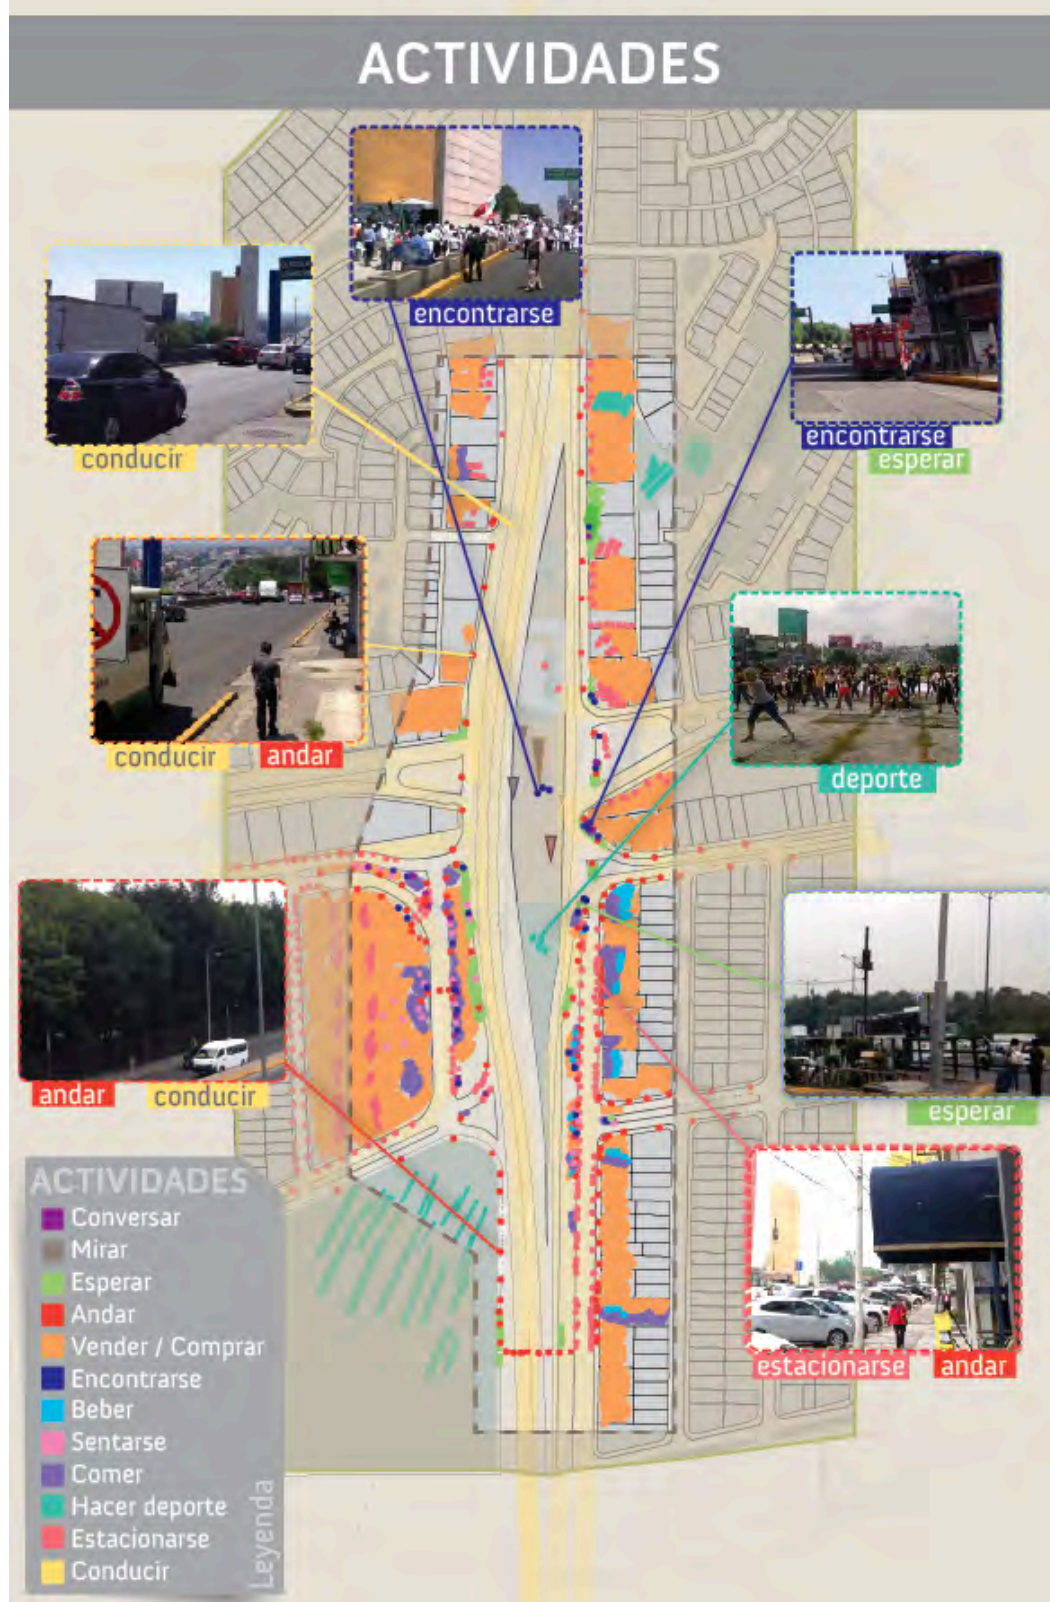 ACTIVIDADES
encontrarse
conducir
encontrarse
esperar
conducir
andar
deporte
andar
conducir
esperar
estacionarse
andar
ACTIVIDADES
Conversar
Mirar
Esperar
Andar
Vender / Comprar
Encontrarse
Beber
Sentarse
Comer
Hacer deporte
Estacionarse
Conducir
Leyenda